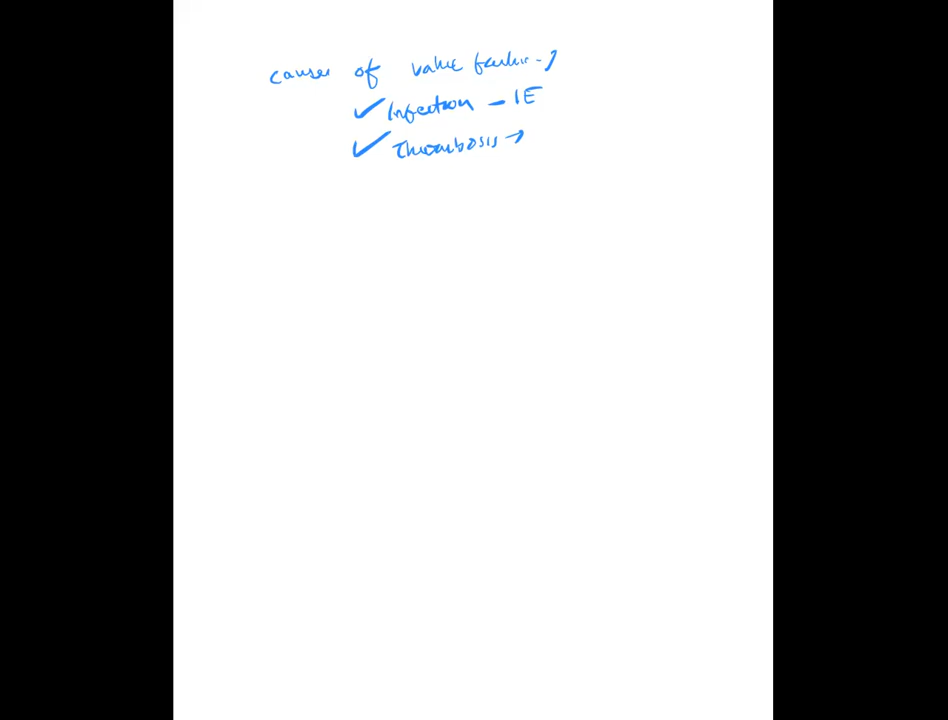 causes of valve failure →
✓ Infection – IE
✓ Thrombosis →